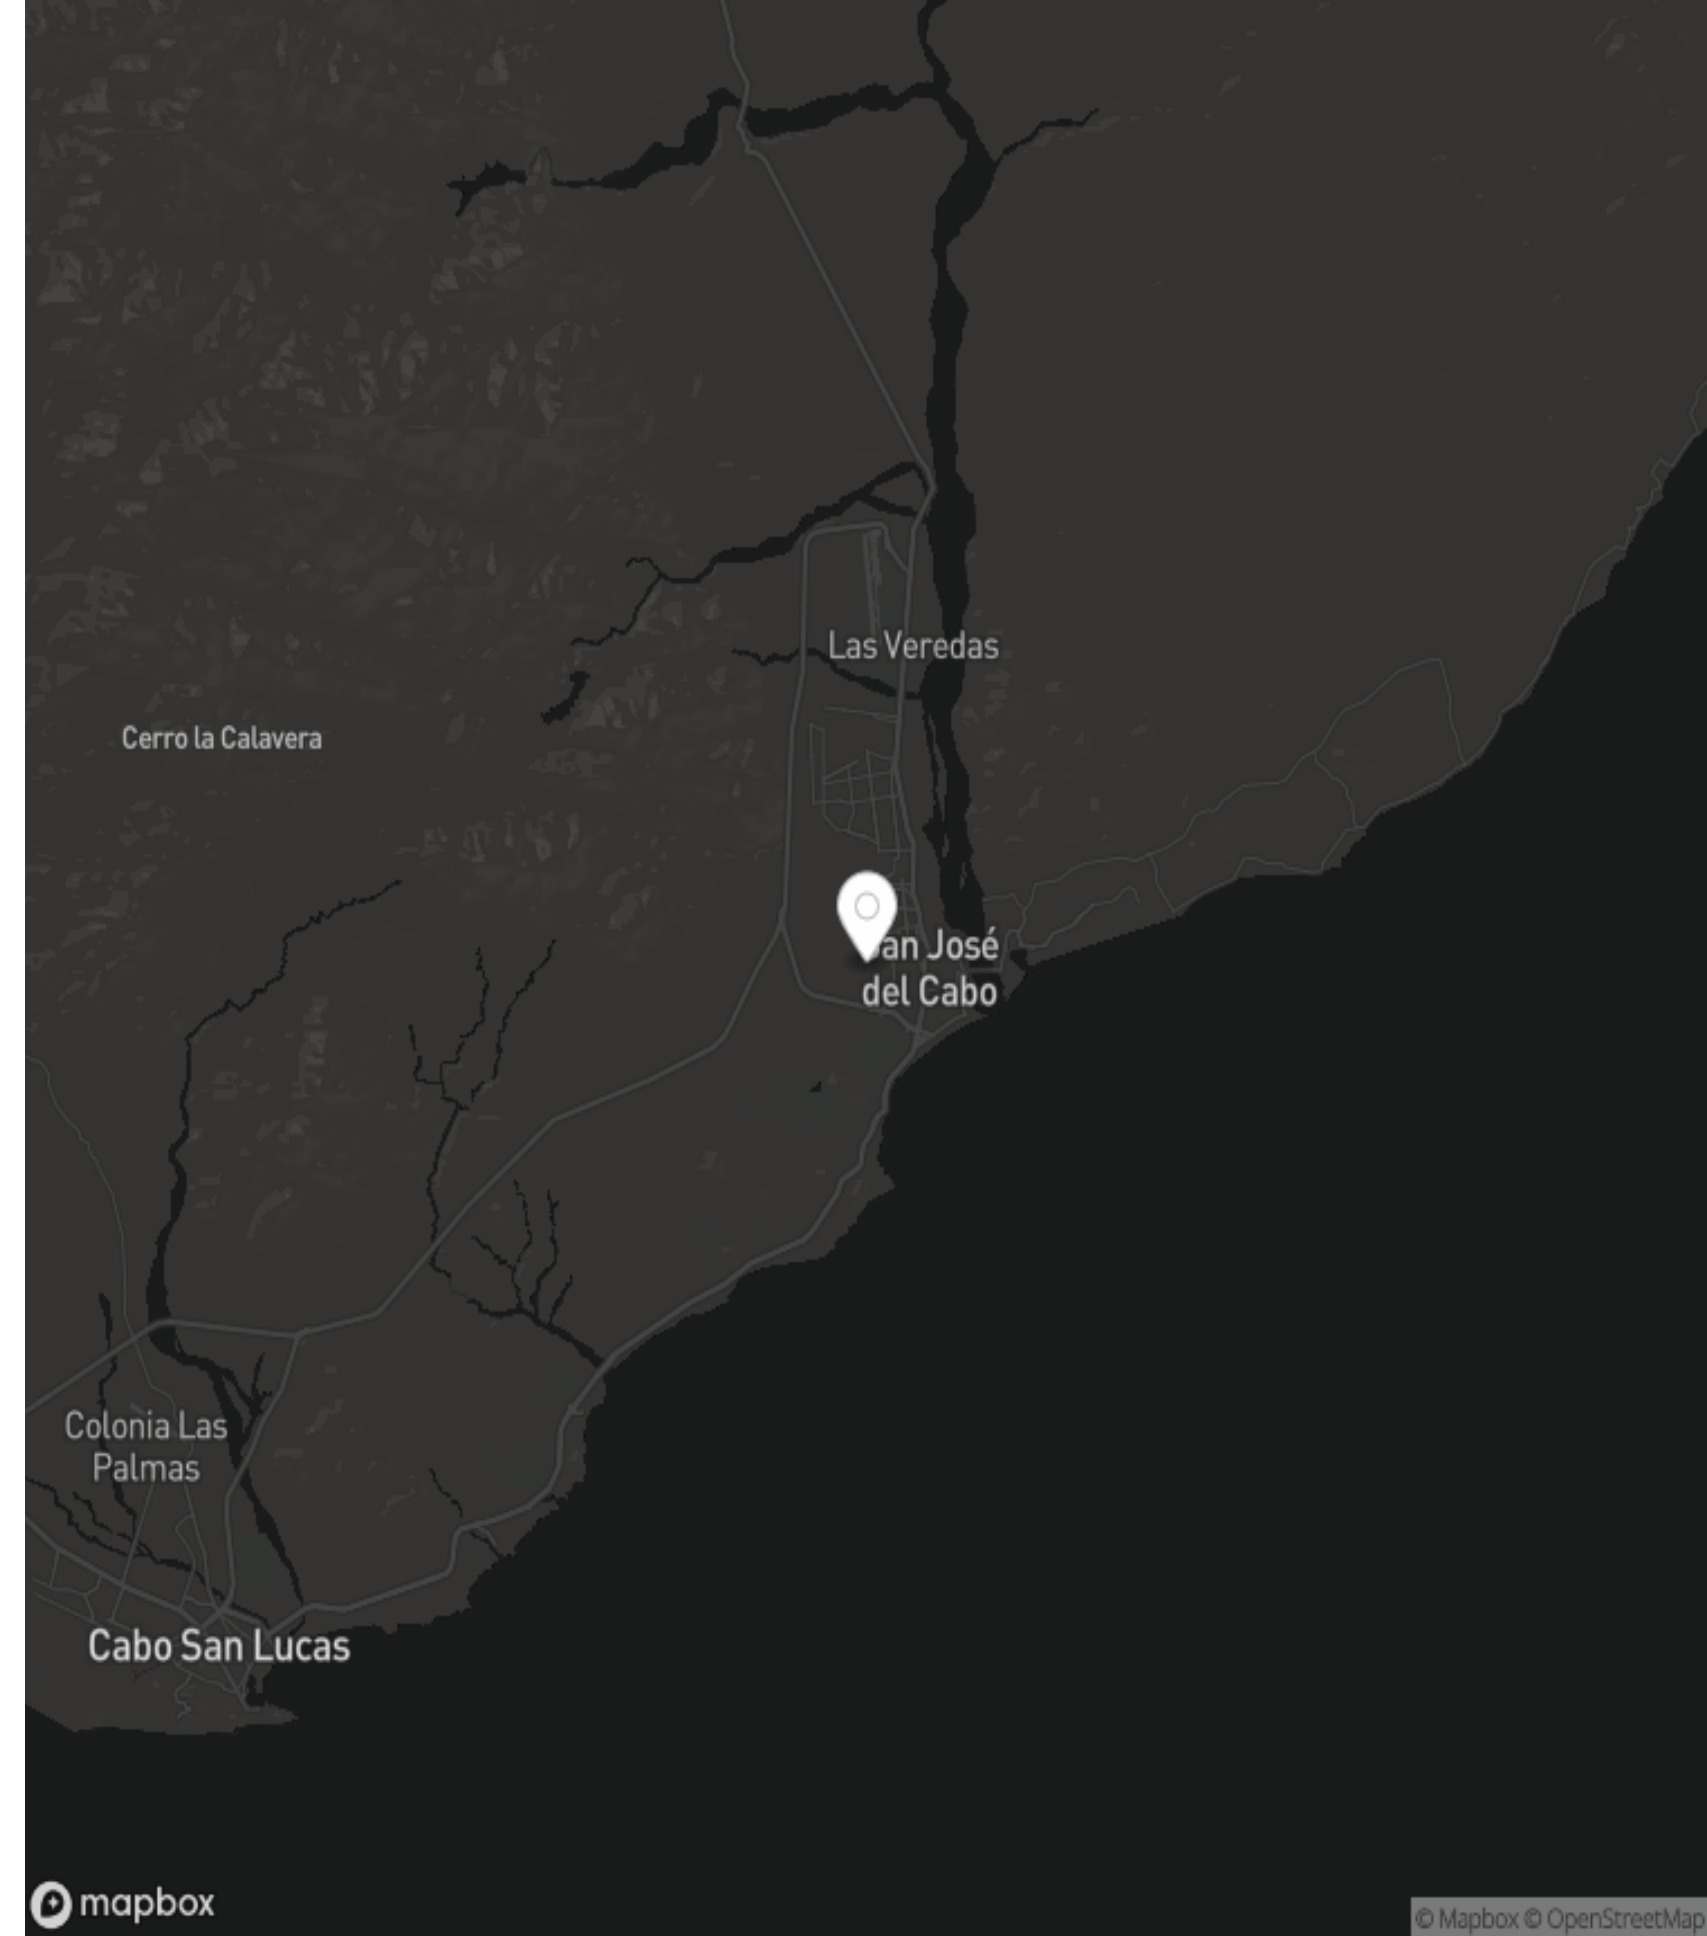 Las Veredas
Cerro la Calavera
an José
del Cabo
Colonia Las
Palmas
Cabo San Lucas
mapbox
© Mapbox © OpenStreetMap